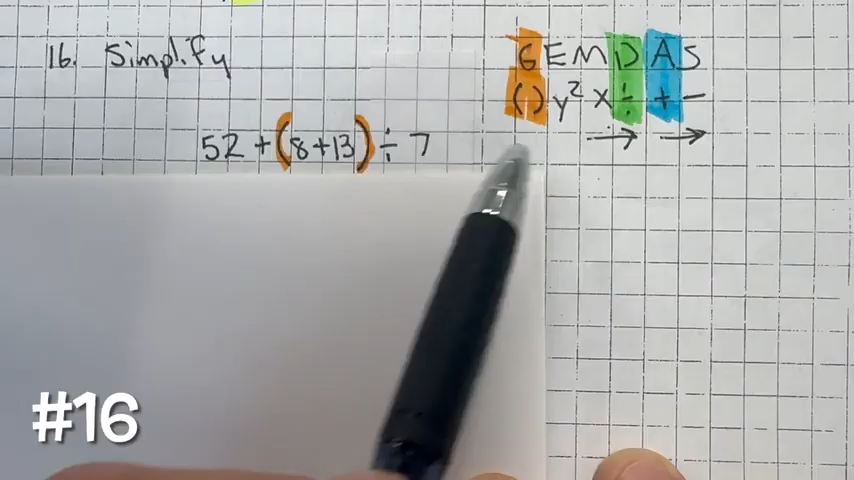 16. Simplify
GEMDAS
() y² × ÷ + −
→ →
52 + (8+13) ÷ 7
#16